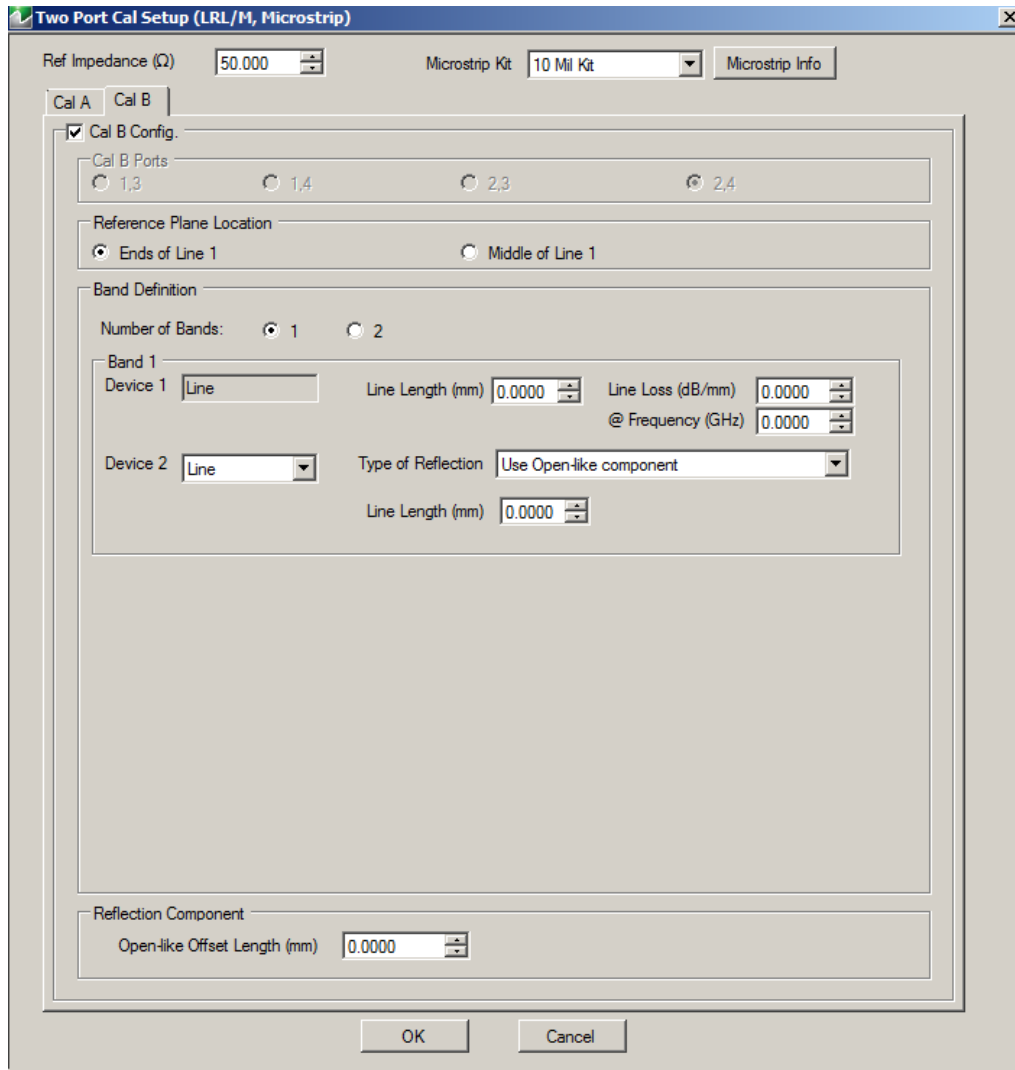 Two Port Cal Setup (LRL/M, Microstrip)
Ref Impedance (Ω) 50.000 Microstrip Kit 10 Mil Kit Microstrip Info
Cal A Cal B
Cal B Config.
Cal B Ports
1,3 1,4 2,3 2,4
Reference Plane Location
Ends of Line 1 Middle of Line 1
Band Definition
Number of Bands: 1 2
Band 1
Device 1 Line Line Length (mm) 0.0000 Line Loss (dB/mm) 0.0000
@ Frequency (GHz) 0.0000
Device 2 Line Type of Reflection Use Open-like component
Line Length (mm) 0.0000
Reflection Component
Open-like Offset Length (mm) 0.0000
OK Cancel